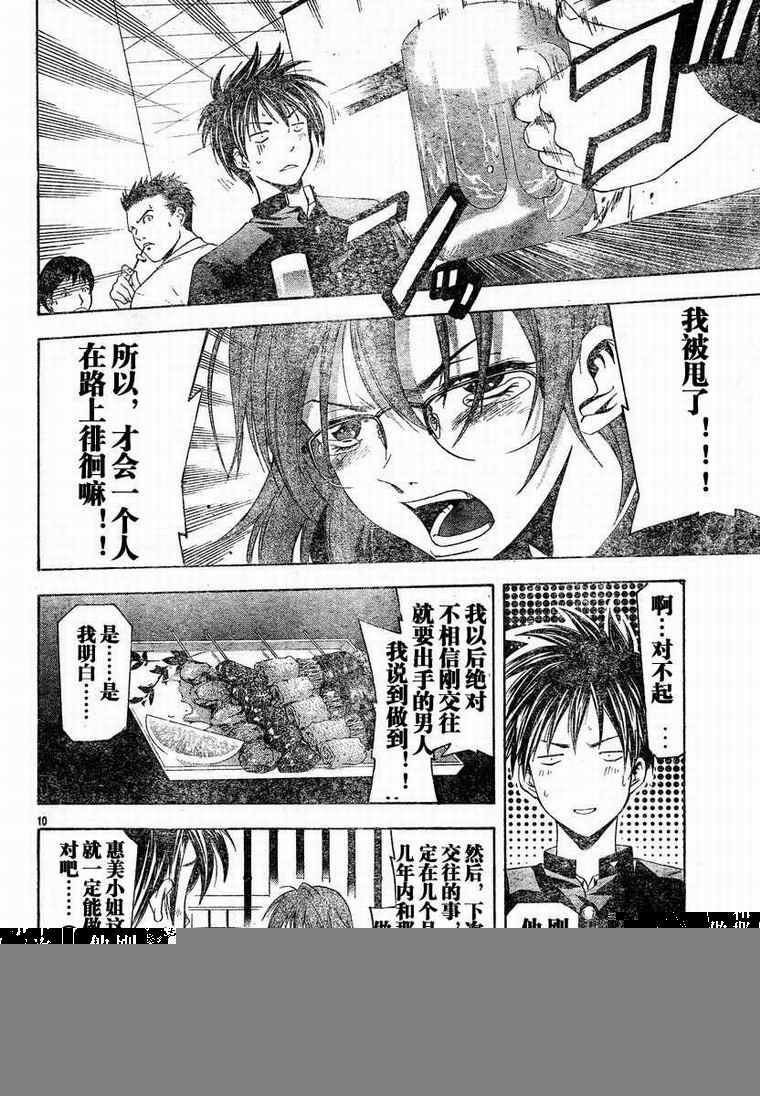 我被甩了！！！
所以，才会一个人
在路上徘徊嘛！！
啊……对不起
…
我以后绝对
不相信刚交往
就要出手的男人
我说到做到！！
是……是
我明白……
10
然后，下次
交往的事，
定在几个月
几年内和那
惠美小姐这
就一定能做
对吧……